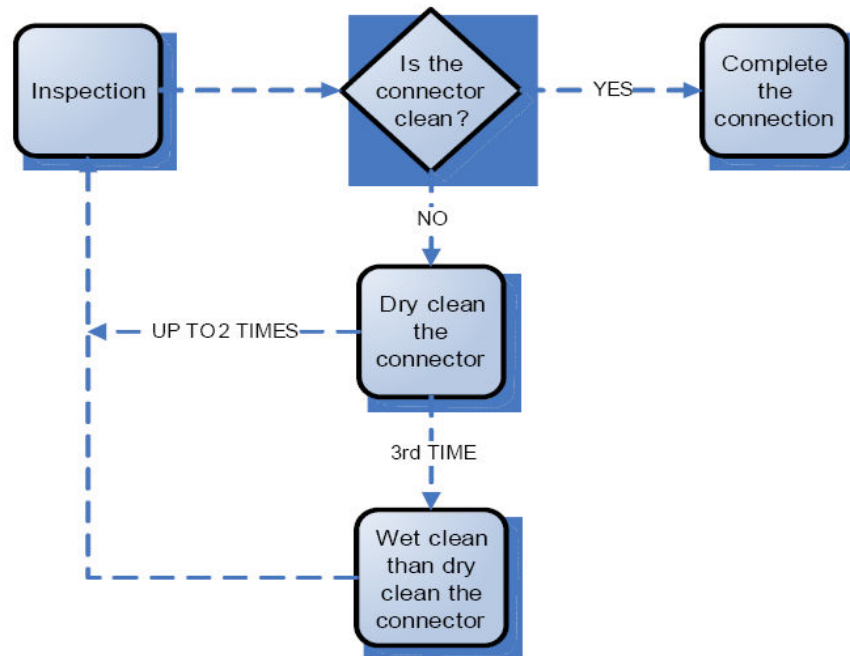 Inspection
Is the
connector
clean?
YES
Complete
the
connection
NO
Dry clean
the
connector
UP TO 2 TIMES
3rd TIME
Wet clean
than dry
clean the
connector